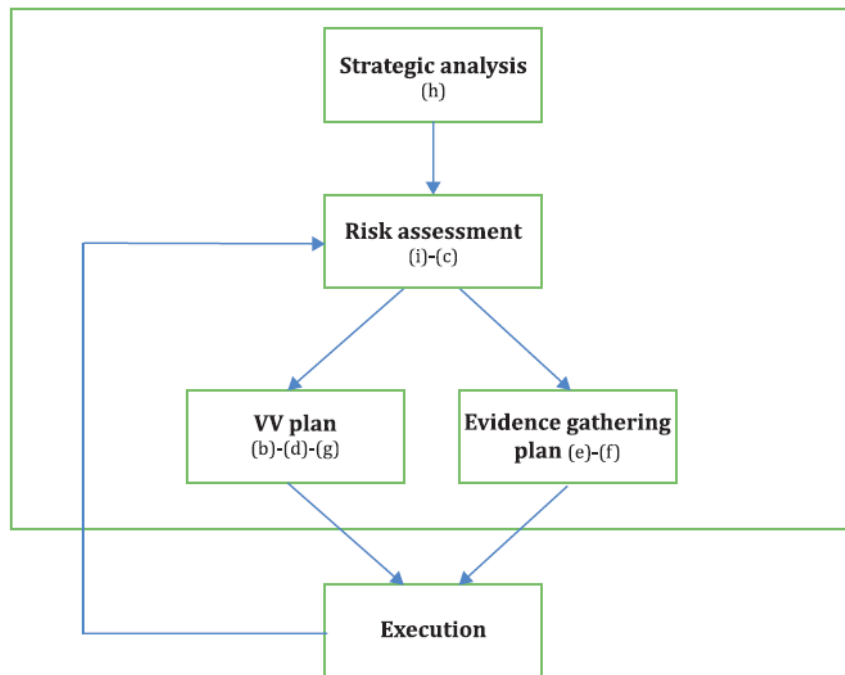 Strategic analysis
(h)
Risk assessment
(i)-(c)
VV plan
(b)-(d)-(g)
Evidence gathering
plan (e)-(f)
Execution